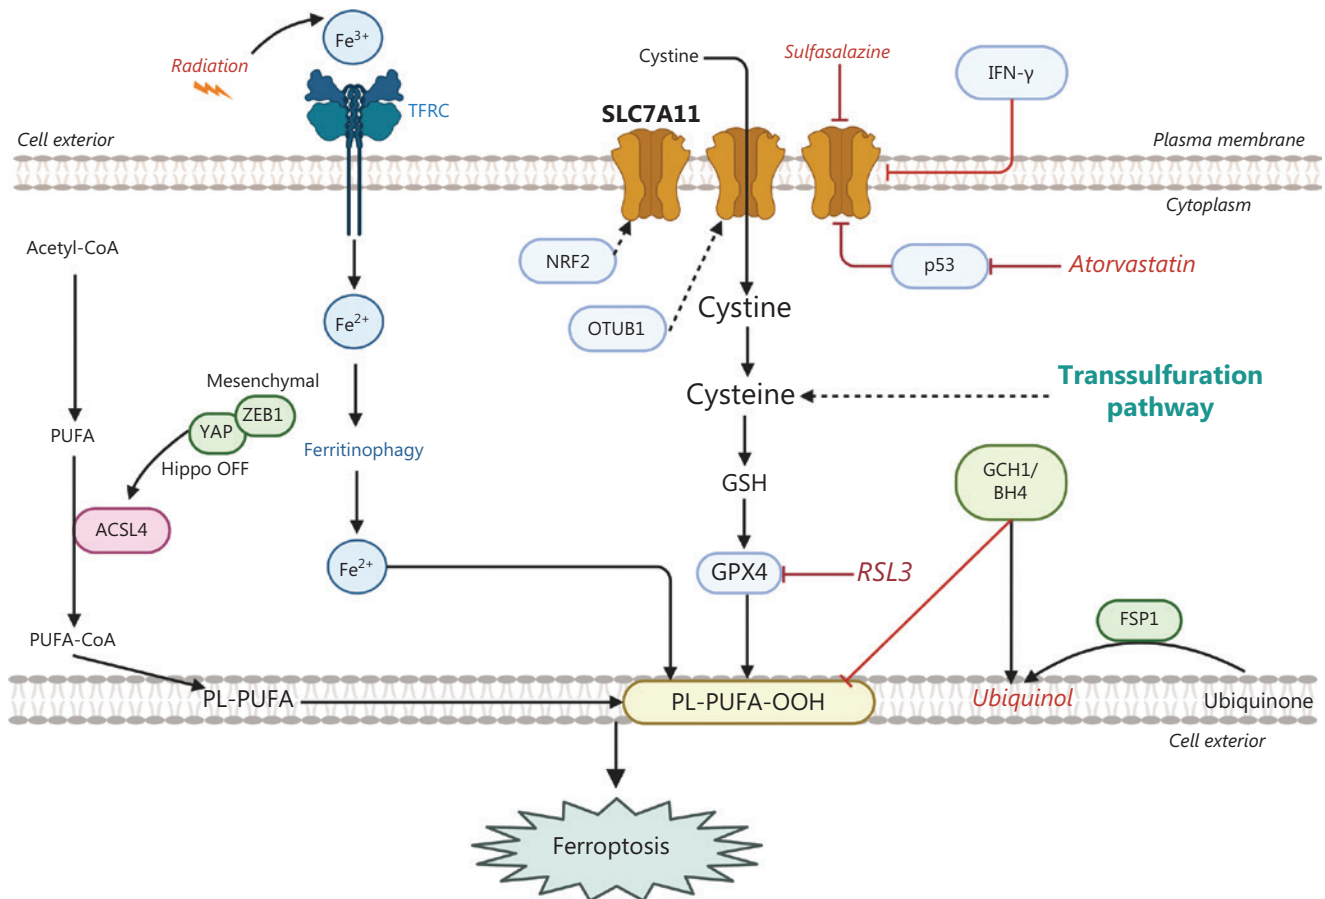 Fe3+
Radiation
TFRC
Cystine
Sulfasalazine
IFN-γ
SLC7A11
Cell exterior
Plasma membrane
Cytoplasm
Acetyl-CoA
NRF2
p53
Atorvastatin
Fe2+
OTUB1
Cystine
Mesenchymal
ZEB1
YAP
Hippo OFF
Cysteine
Transsulfuration
pathway
PUFA
Ferritinophagy
GSH
GCH1/
BH4
ACSL4
Fe2+
GPX4
RSL3
FSP1
PUFA-CoA
PL-PUFA
PL-PUFA-OOH
Ubiquinol
Ubiquinone
Cell exterior
Ferroptosis